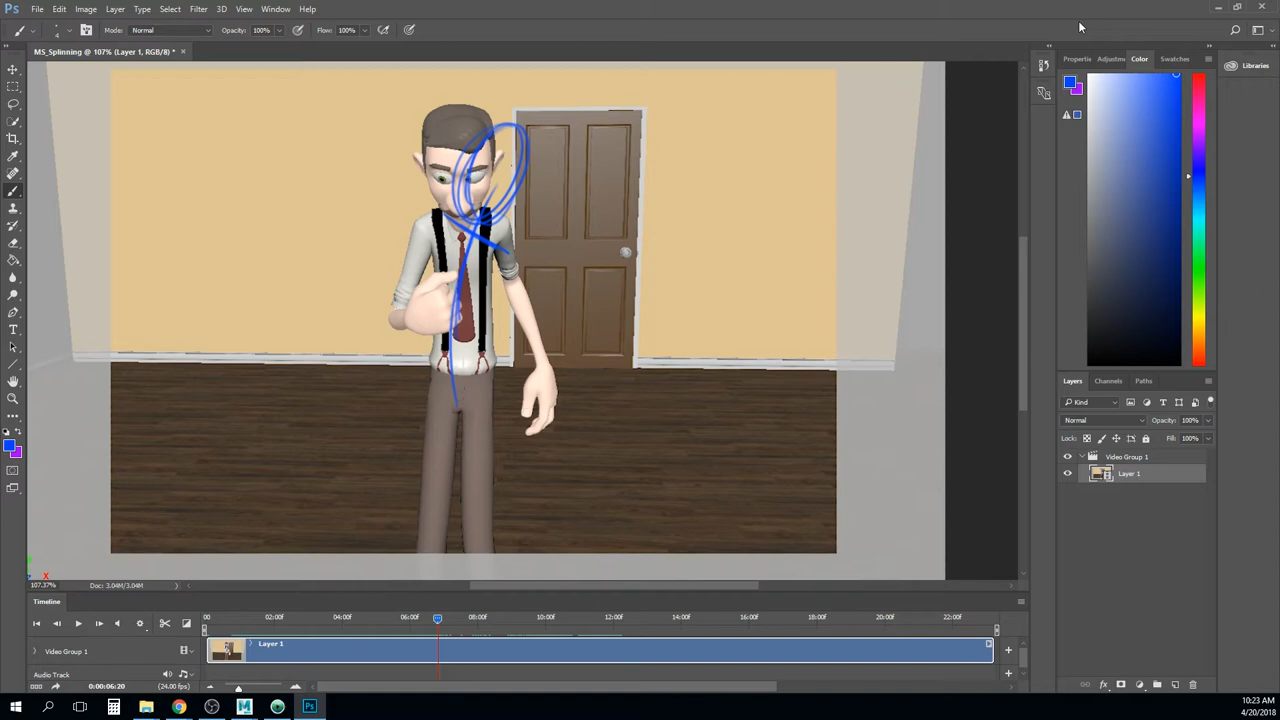 Ps File Edit Image Layer Type Select Filter 3D View Window Help
4 Mode: Normal Opacity: 100% Flow: 100%
MS_Spinning @ 107% (Layer 1, RGB/8) * ×
Properti Adjustme Color Swatches
Libraries
Layers Channels Paths
Kind
Normal Opacity: 100%
Lock: Fill: 100%
Video Group 1
Layer 1
X
107.37% Doc: 3.04M/3.04M
Timeline
00 02:00f 04:00f 06:00f 08:00f 10:00f 12:00f 14:00f 16:00f 18:00f 20:00f 22:00f
Video Group 1 Layer 1
Audio Track
0:00:06:20 (24.00 fps)
10:23 AM
4/20/2018